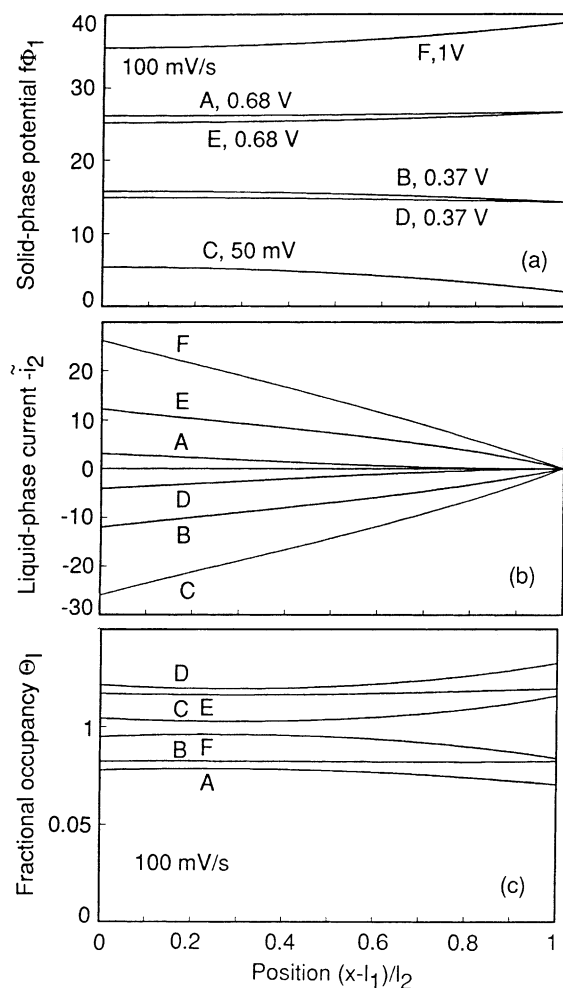 Solid-phase potential fΦ₁
40
30
20
10
0
100 mV/s
F,1V
A, 0.68 V
E, 0.68 V
B, 0.37 V
D, 0.37 V
C, 50 mV
(a)
Liquid-phase current -ĩ₂
20
10
0
-10
-20
-30
F
E
A
D
B
C
(b)
Fractional occupancy Θ_I
1
0.05
0
D
C E
B F
A
100 mV/s
(c)
0 0.2 0.4 0.6 0.8 1
Position (x-l₁)/l₂